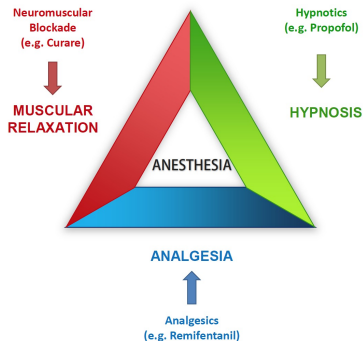 Neuromuscular
Blockade
(e.g. Curare)
Hypnotics
(e.g. Propofol)
MUSCULAR
RELAXATION
HYPNOSIS
ANESTHESIA
ANALGESIA
Analgesics
(e.g. Remifentanil)